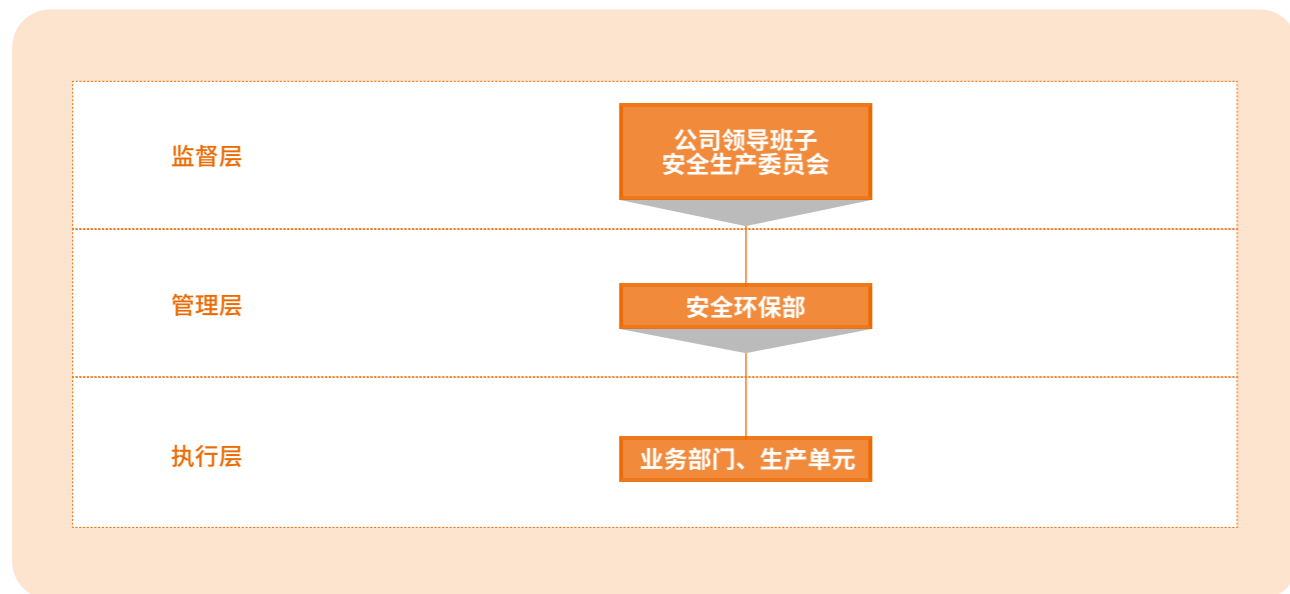 监督层
公司领导班子
安全生产委员会
管理层
安全环保部
执行层
业务部门、生产单元